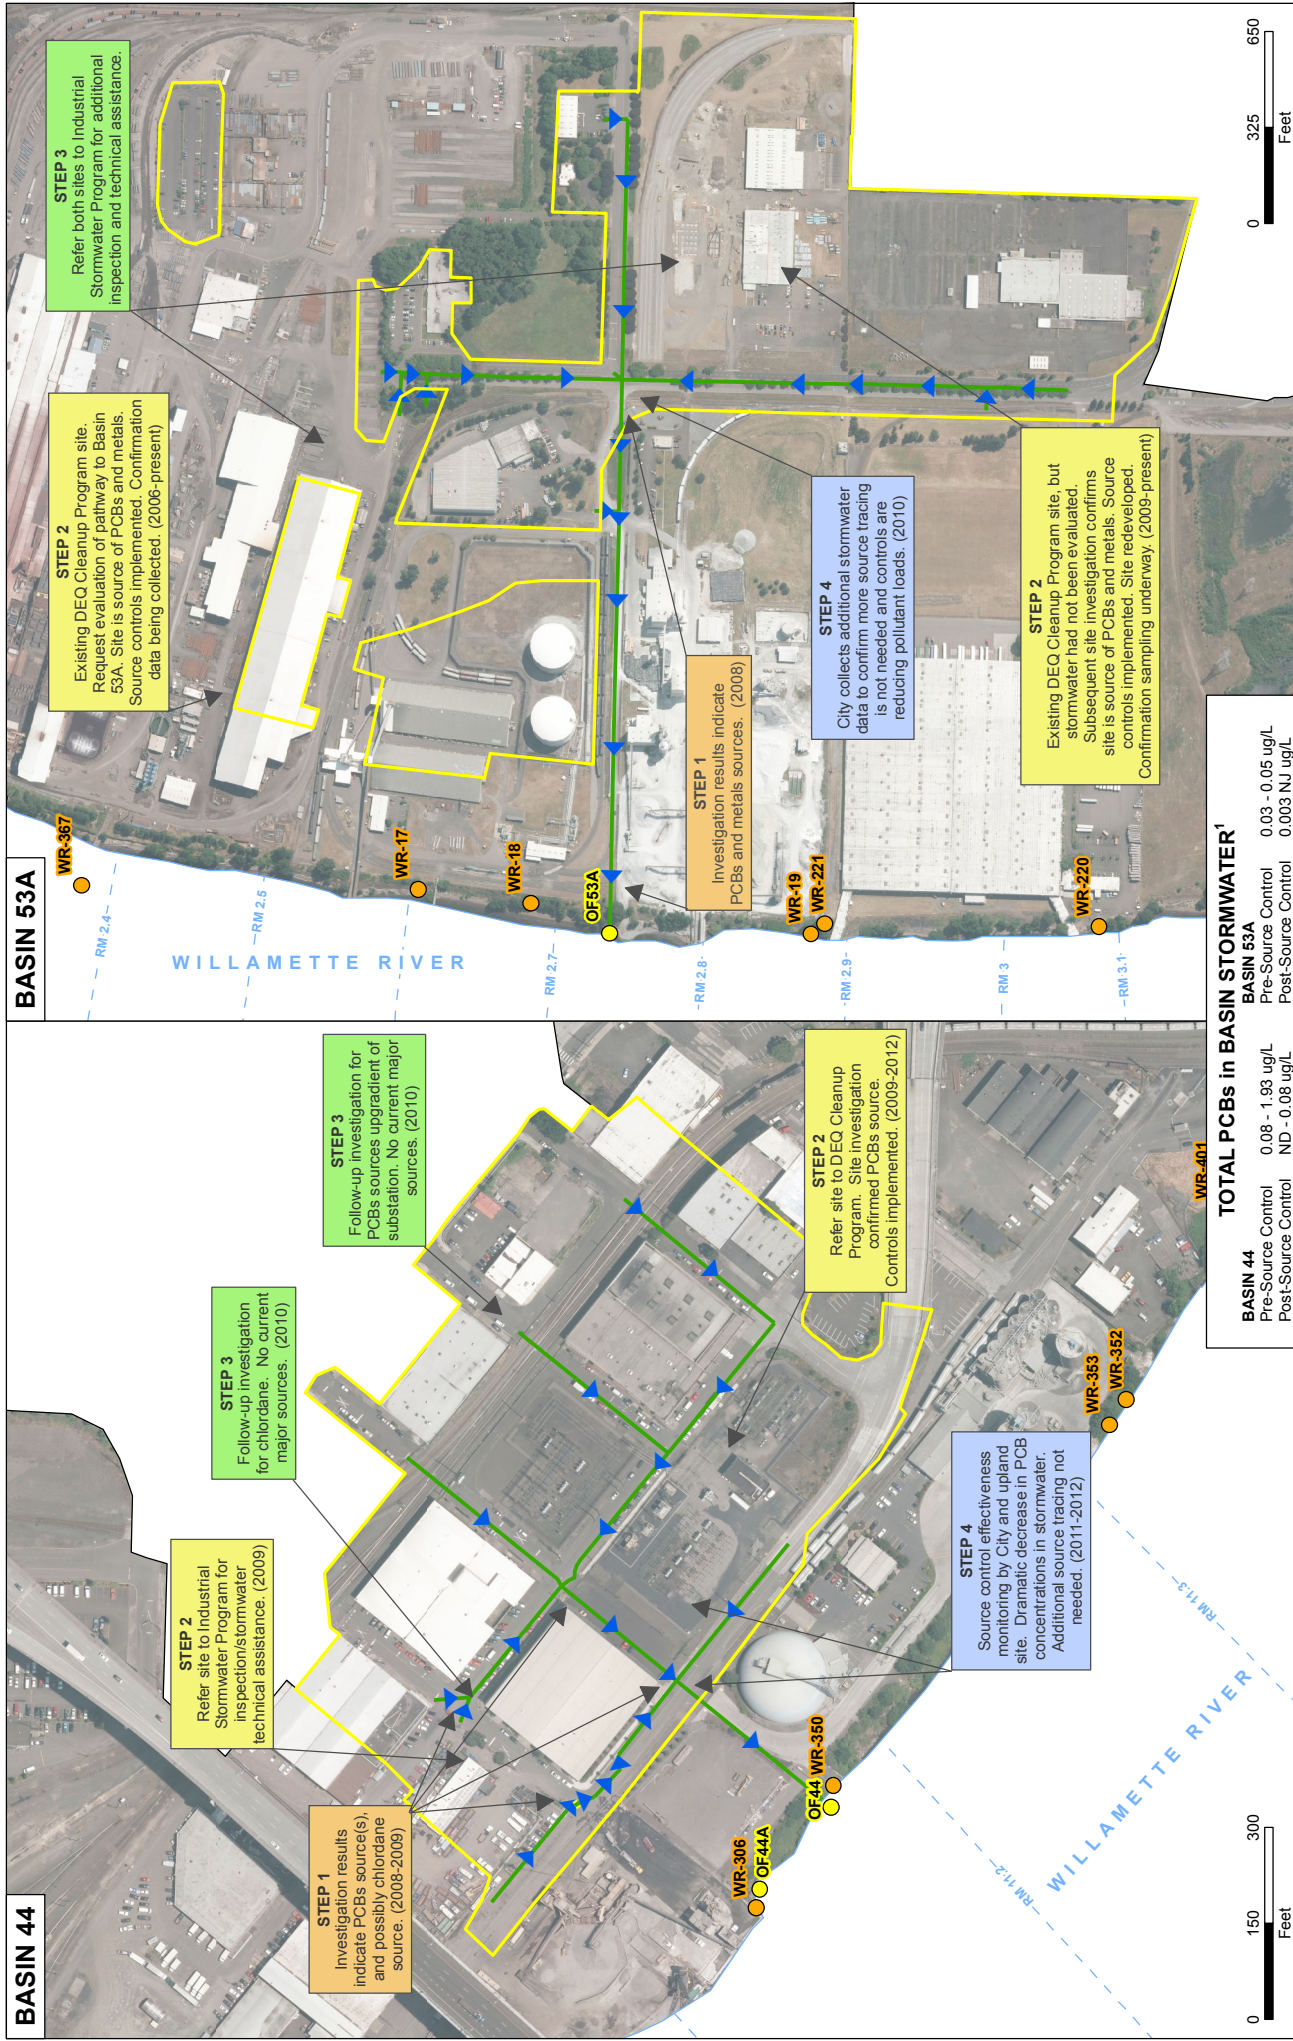 BASIN 44
STEP 1
Investigation results
indicate PCBs source(s),
and possibly chlordane
source. (2008-2009)
STEP 2
Refer site to Industrial
Stormwater Program for
inspection/stormwater
technical assistance. (2009)
STEP 3
Follow-up investigation
for chlordane. No current
major sources. (2010)
STEP 3
Follow-up investigation for
PCBs sources upgradient of
substation. No current major
sources. (2010)
STEP 2
Refer site to DEQ Cleanup
Program. Site investigation
confirmed PCBs source.
Controls implemented. (2009-2012)
STEP 4
Source control effectiveness
monitoring by City and upland
site. Dramatic decrease in PCB
concentrations in stormwater.
Additional source tracing not
needed. (2011-2012)
WR-306
OF44A
OF44
WR-350
WR-353
WR-352
WR-401
RM 11.2
RM 11.3
WILLAMETTE RIVER
0 150 300
Feet
BASIN 53A
STEP 2
Existing DEQ Cleanup Program site.
Request evaluation of pathway to Basin
53A. Site is source of PCBs and metals.
Source controls implemented. Confirmation
data being collected. (2006-present)
STEP 3
Refer both sites to Industrial
Stormwater Program for additional
inspection and technical assistance.
STEP 1
Investigation results indicate
PCBs and metals sources. (2008)
STEP 4
City collects additional stormwater
data to confirm more source tracing
is not needed and controls are
reducing pollutant loads. (2010)
STEP 2
Existing DEQ Cleanup Program site, but
stormwater had not been evaluated.
Subsequent site investigation confirms
site is source of PCBs and metals. Source
controls implemented. Site redeveloped.
Confirmation sampling underway. (2009-present)
WR-367
WR-17
WR-18
OF53A
WR-19
WR-221
WR-220
RM 2.4
RM 2.5
RM 2.7
RM 2.8
RM 2.9
RM 3
RM 3.1
WILLAMETTE RIVER
0 325 650
Feet
TOTAL PCBs in BASIN STORMWATER¹
BASIN 44
Pre-Source Control 0.08 - 1.93 ug/L
Post-Source Control ND - 0.08 ug/L
BASIN 53A
Pre-Source Control 0.03 - 0.05 ug/L
Post-Source Control 0.003 NJ ug/L